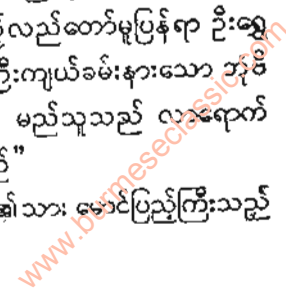 လည်တော်မူပြန်ရာ ဦးရွှေ
ကြီးကျယ်ခမ်းနားသော ဘုံဗိ
မည်သူသည် လာရောက်
”
၏သား မောင်ပြည့်ကြီးသည်
www.burmeseclassic.com